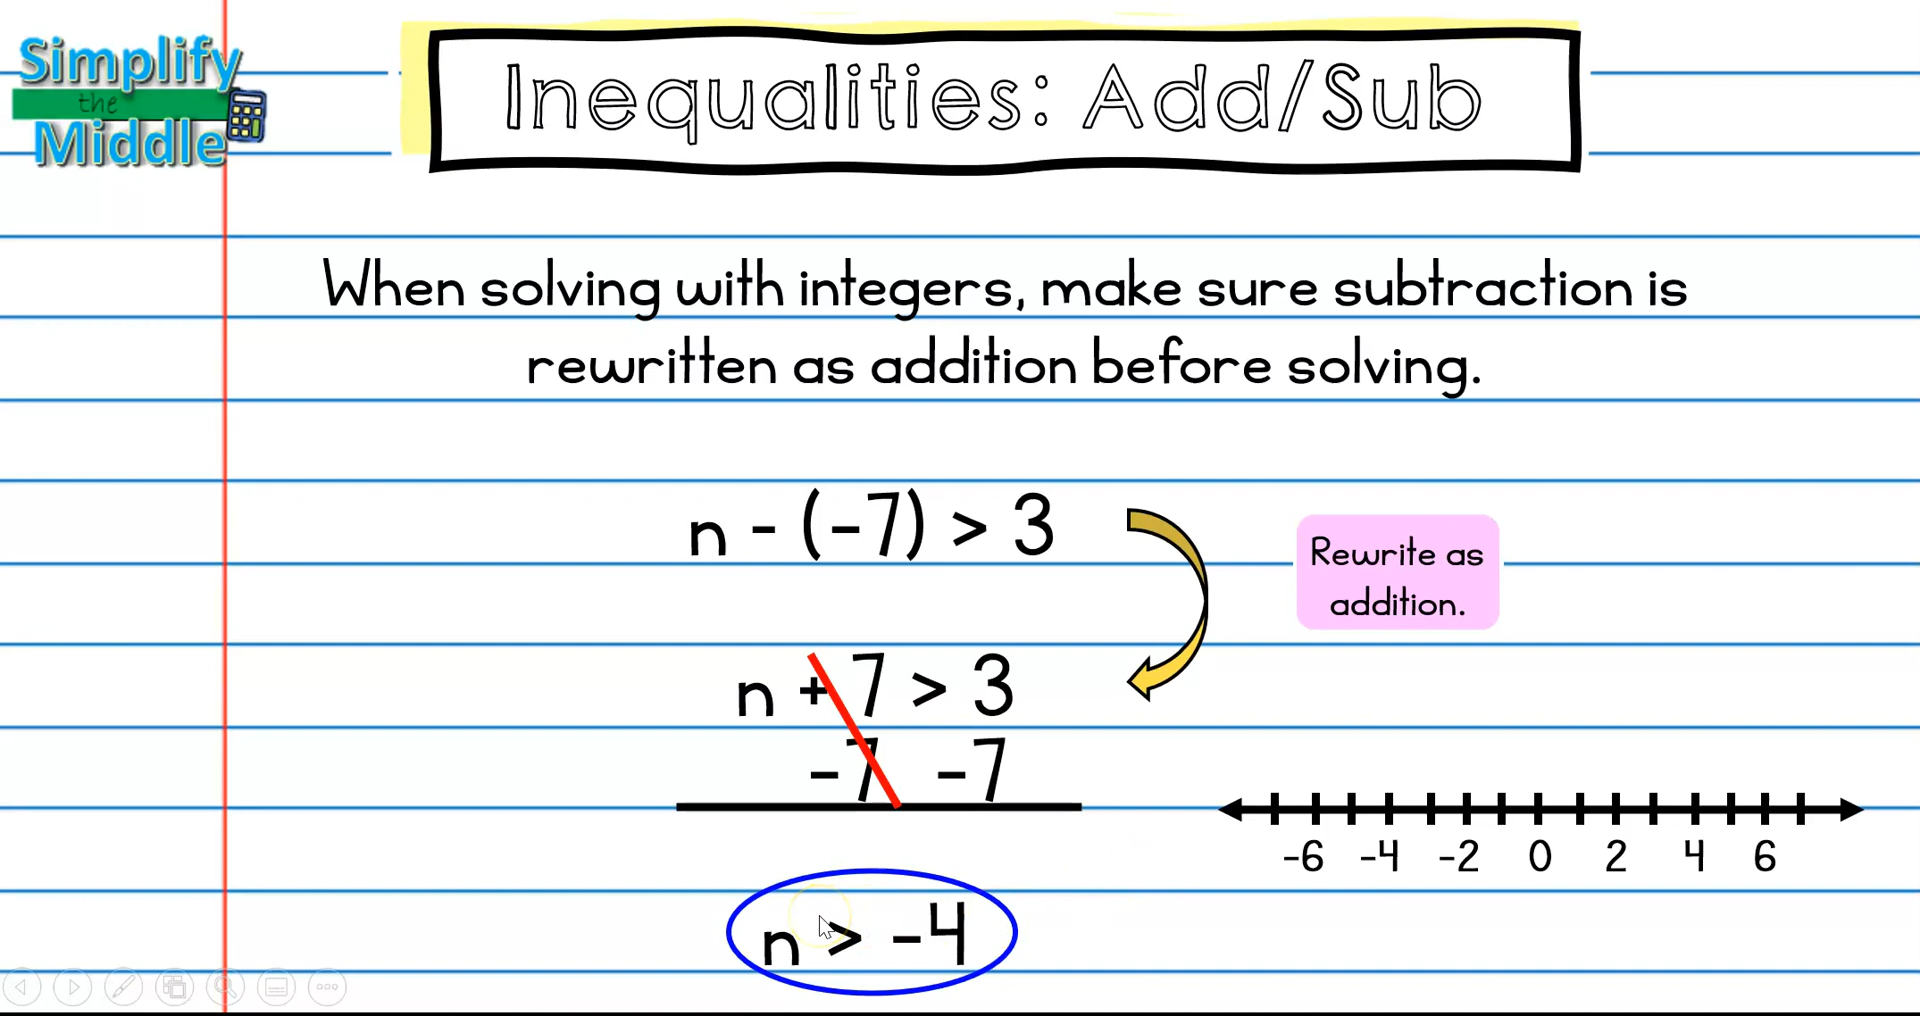 Simplify
the
Middle
Inequalities: Add/Sub
When solving with integers, make sure subtraction is
rewritten as addition before solving.
n - (-7) > 3
Rewrite as
addition.
n + 7 > 3
-7 -7
-6 -4 -2 0 2 4 6
n > -4